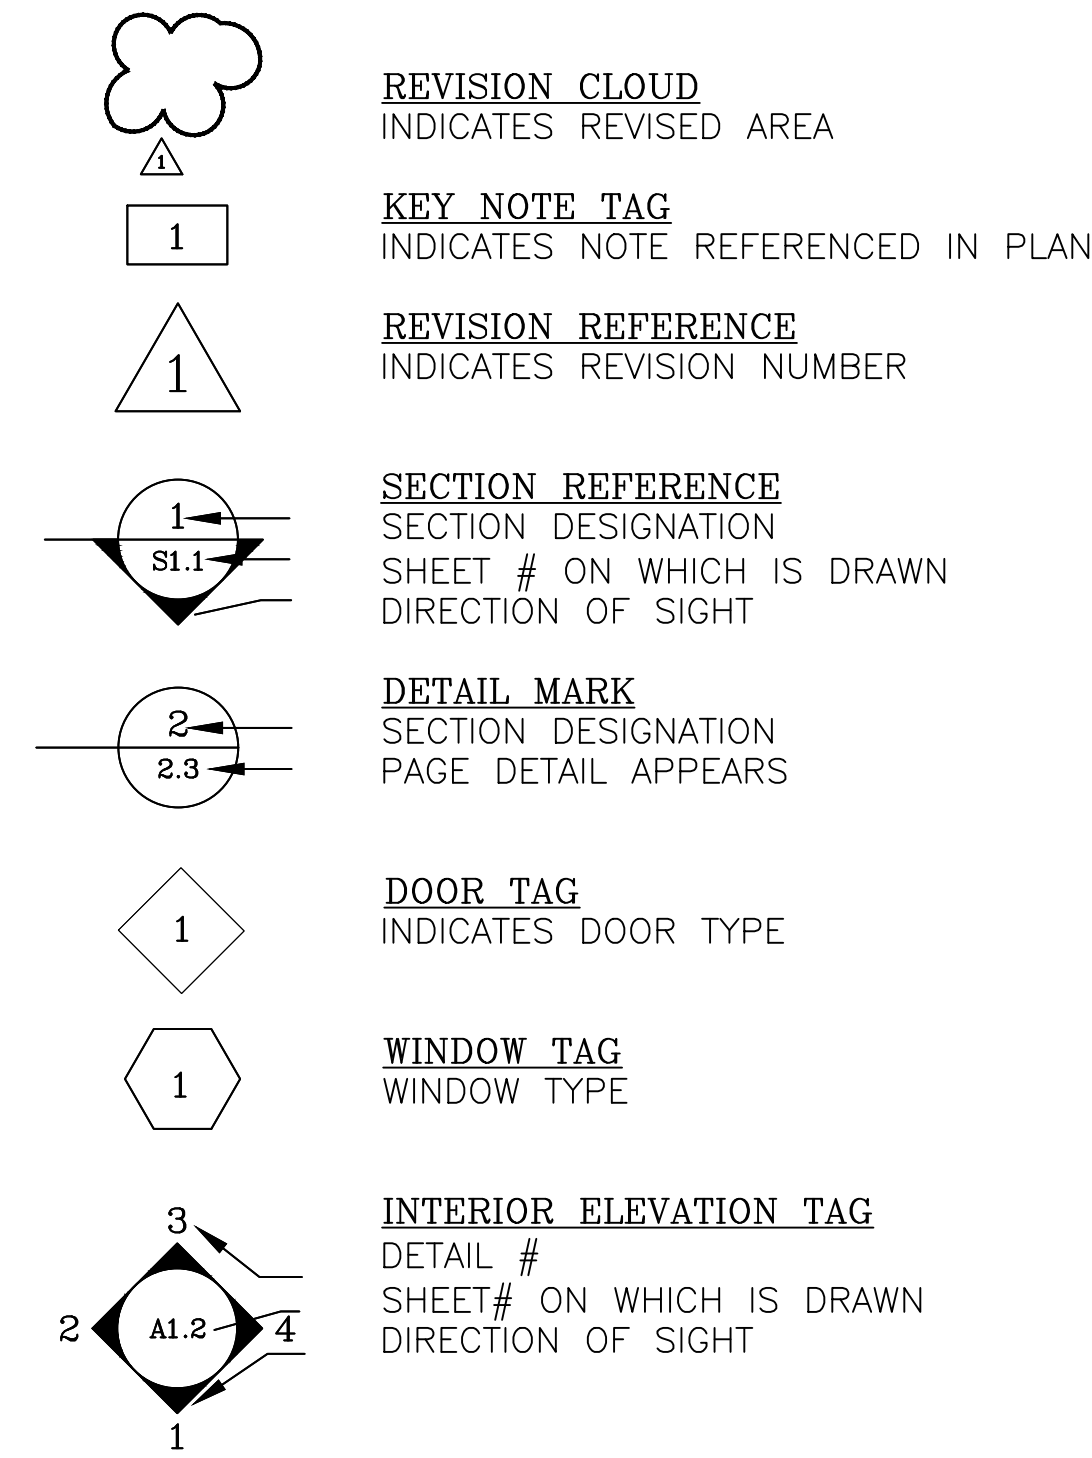 REVISION CLOUD
INDICATES REVISED AREA
1
KEY NOTE TAG
1
INDICATES NOTE REFERENCED IN PLAN
REVISION REFERENCE
1
INDICATES REVISION NUMBER
SECTION REFERENCE
1
SECTION DESIGNATION
S1.1
SHEET # ON WHICH IS DRAWN
DIRECTION OF SIGHT
DETAIL MARK
2
SECTION DESIGNATION
2.3
PAGE DETAIL APPEARS
DOOR TAG
1
INDICATES DOOR TYPE
WINDOW TAG
1
WINDOW TYPE
INTERIOR ELEVATION TAG
3
DETAIL #
SHEET# ON WHICH IS DRAWN
2
A1.2
4
DIRECTION OF SIGHT
1